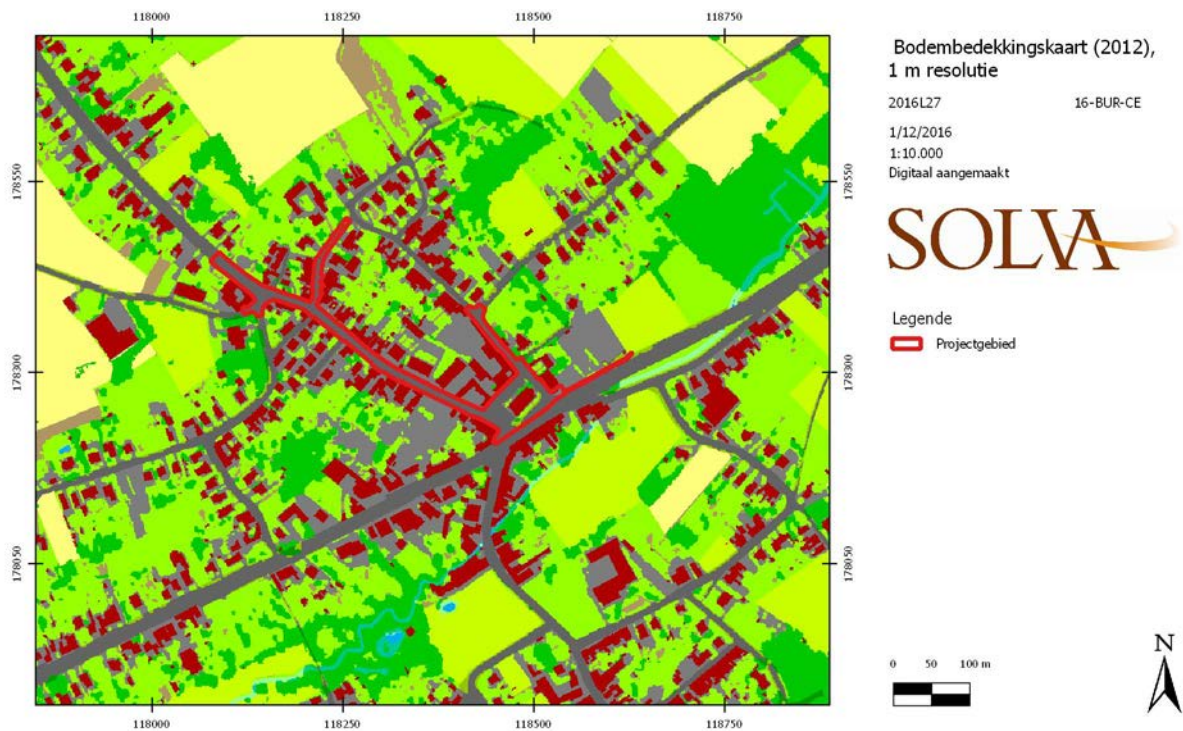 118000 118250 118500 118750
178550 178550
178300 178300
178050 178050
118000 118250 118500 118750
Bodembedekkingskaart (2012),
1 m resolutie
2016L27 16-BUR-CE
1/12/2016
1:10.000
Digitaal aangemaakt
SOLVA
Legende
Projectgebied
0 50 100 m
N